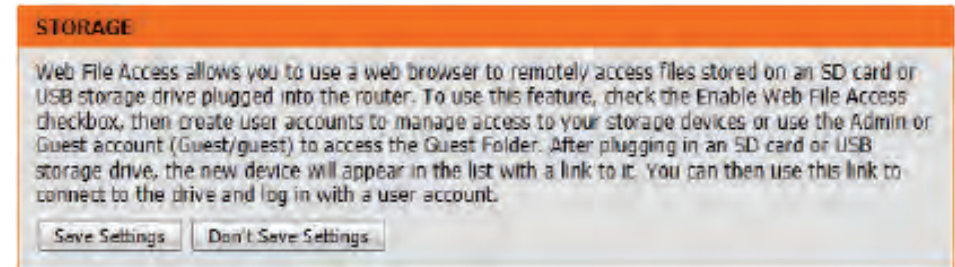 STORAGE
Web File Access allows you to use a web browser to remotely access files stored on an SD card or
USB storage drive plugged into the router. To use this feature, check the Enable Web File Access
checkbox, then create user accounts to manage access to your storage devices or use the Admin or
Guest account (Guest/guest) to access the Guest Folder. After plugging in an SD card or USB
storage drive, the new device will appear in the list with a link to it. You can then use this link to
connect to the drive and log in with a user account.
Save Settings Don't Save Settings